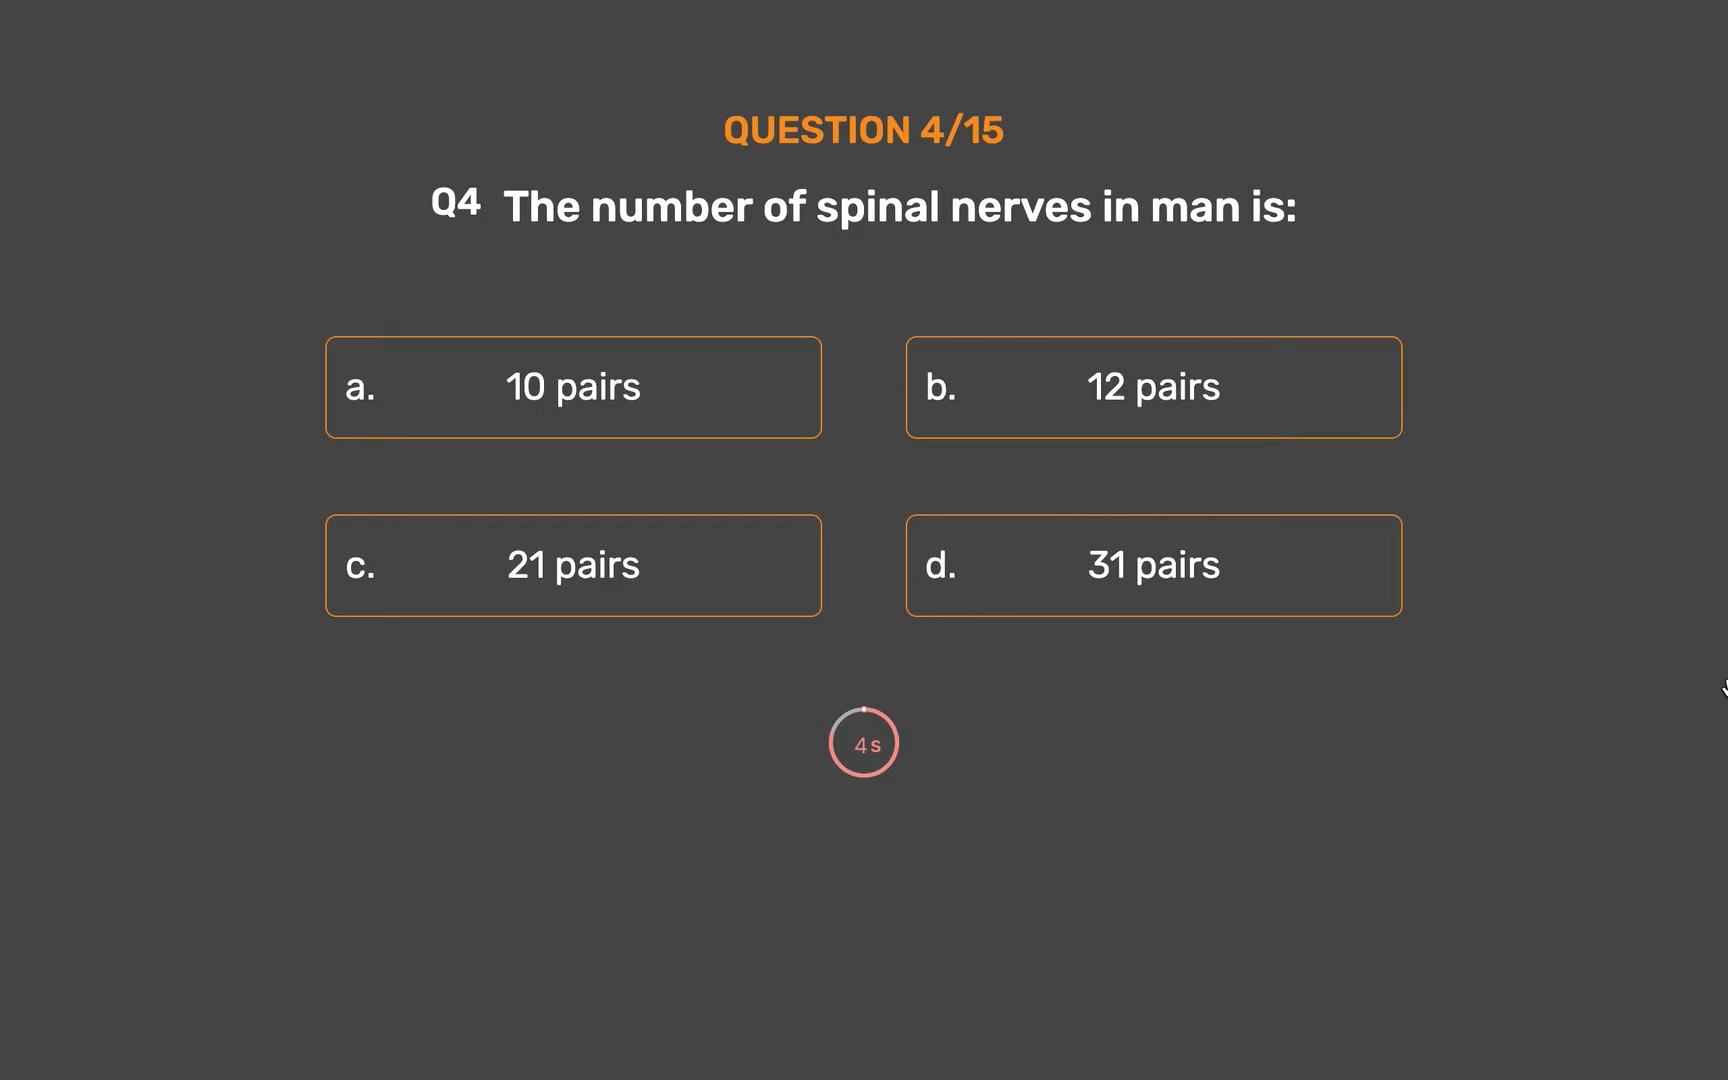 QUESTION 4/15
Q4 The number of spinal nerves in man is:
a. 10 pairs
b. 12 pairs
c. 21 pairs
d. 31 pairs
4 s